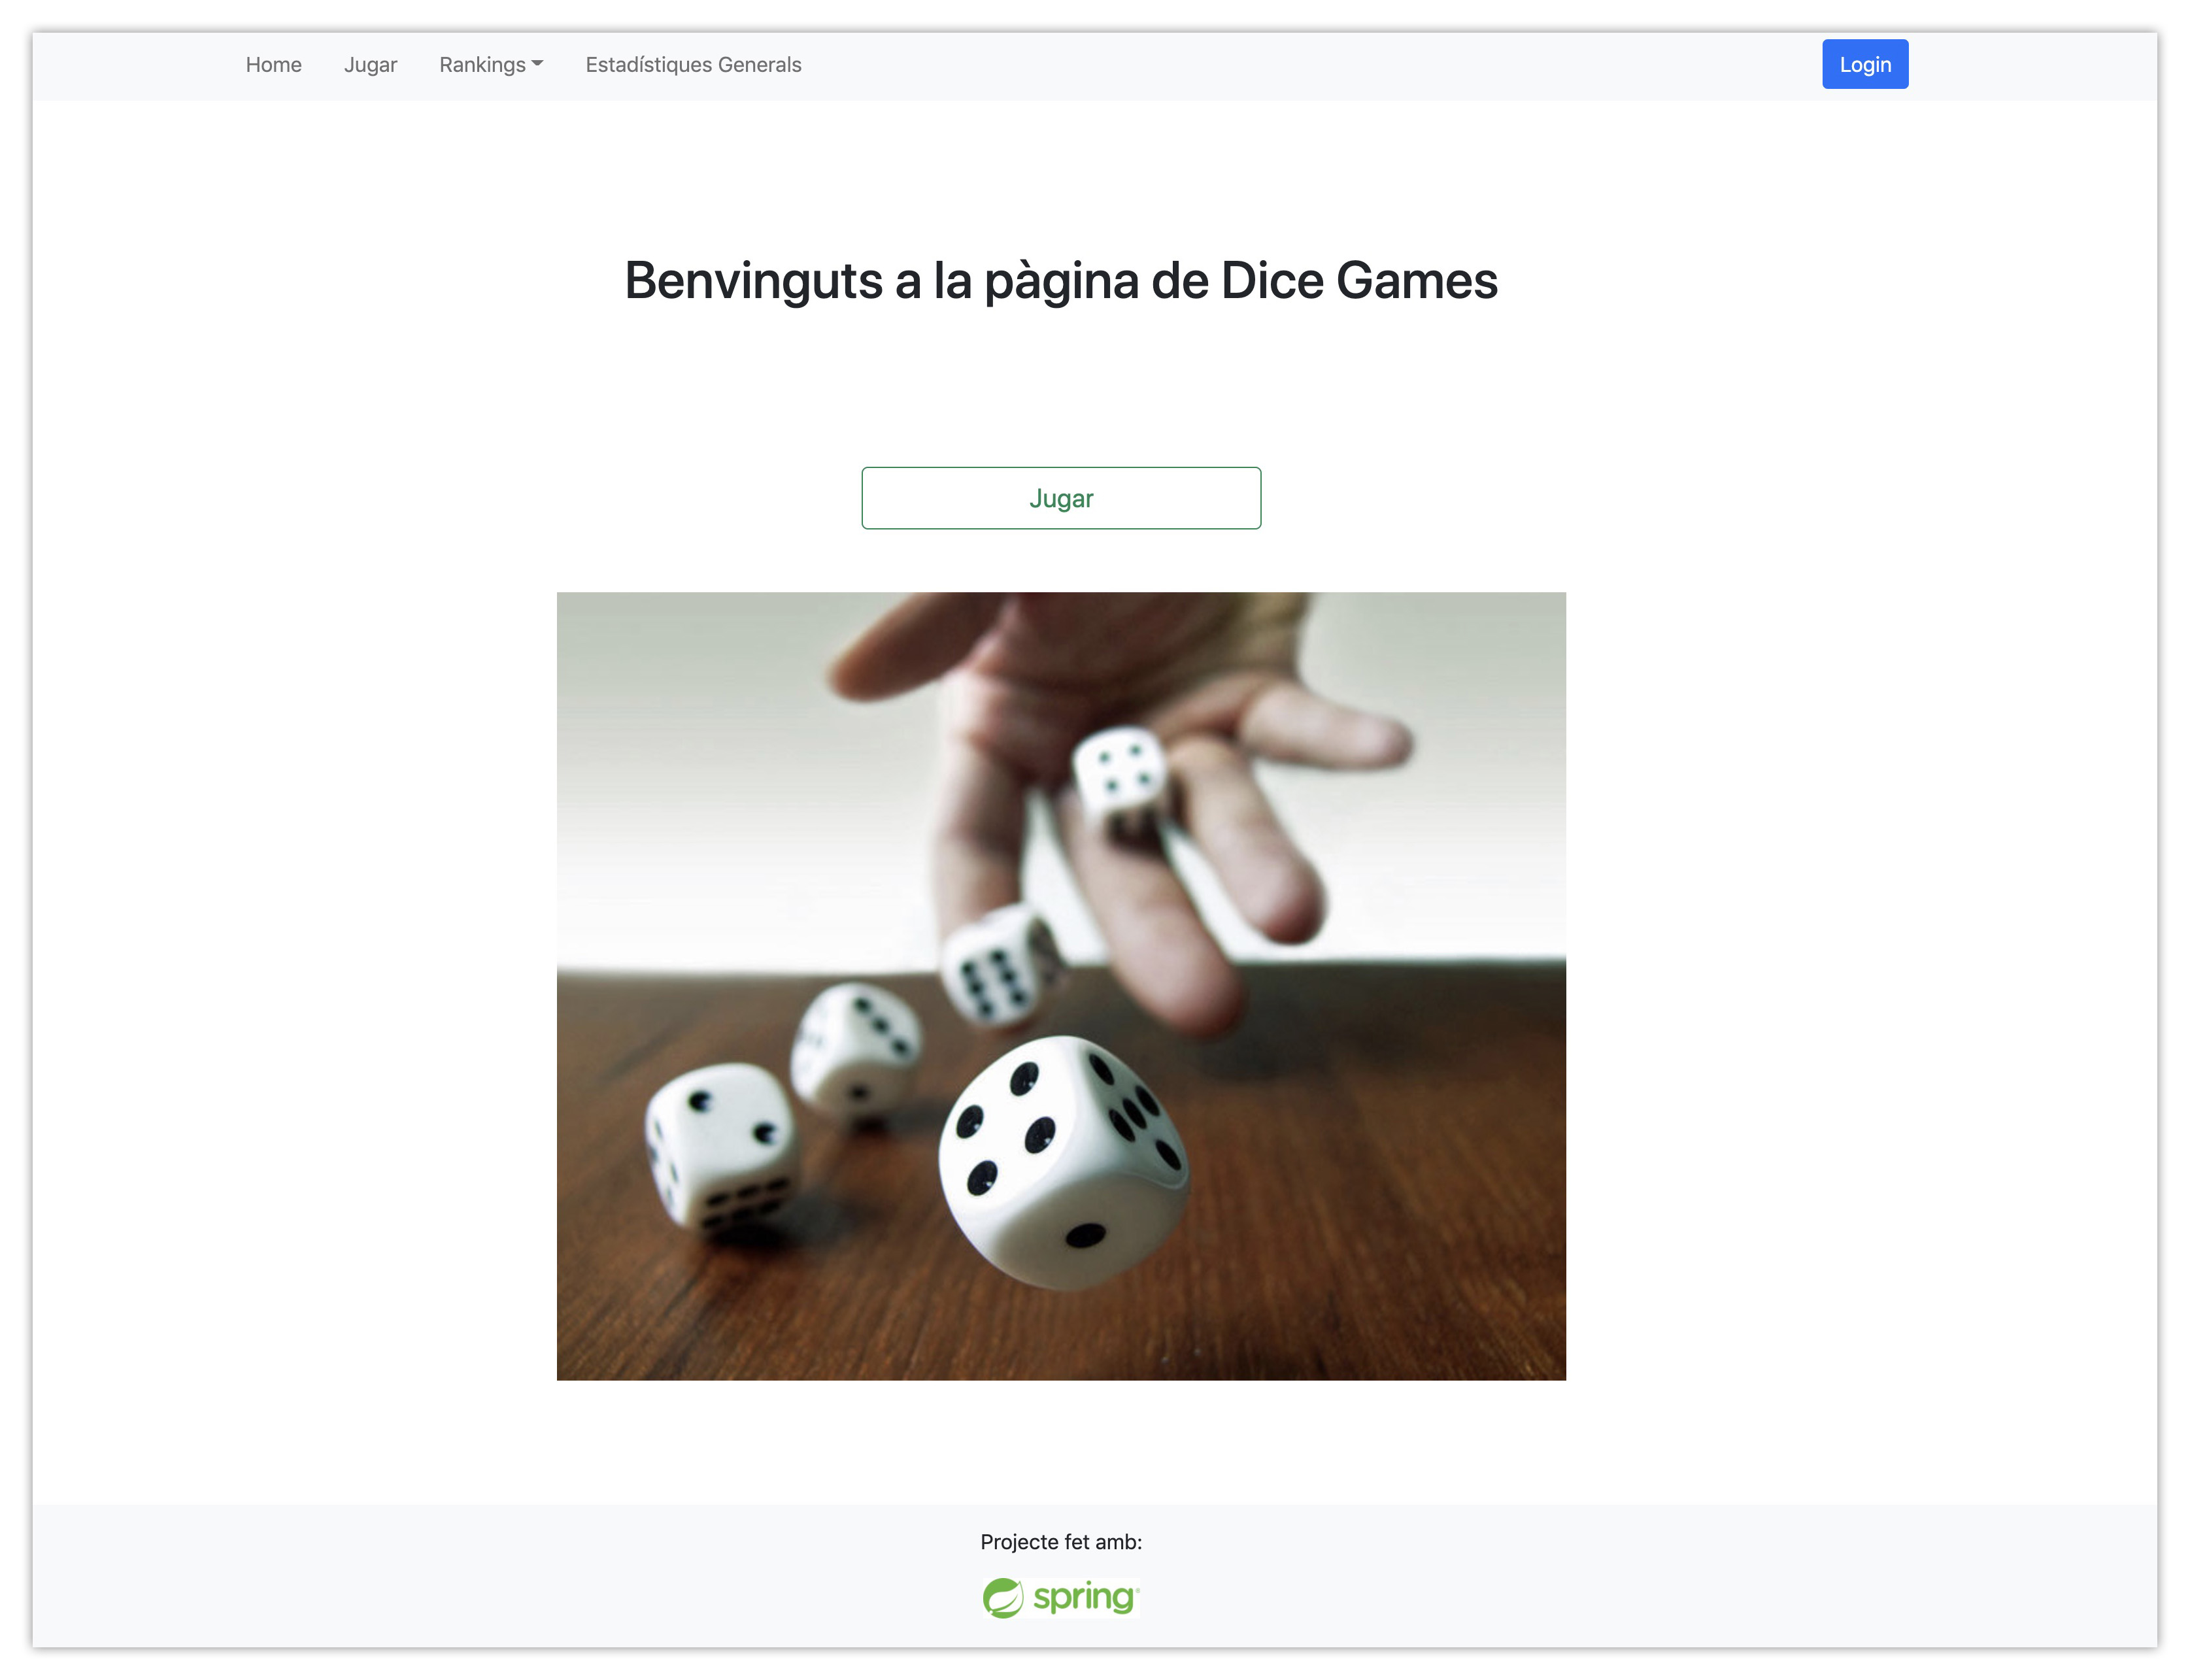 Home Jugar Rankings Estadístiques Generals Login
Benvinguts a la pàgina de Dice Games
Jugar
Projecte fet amb:
spring